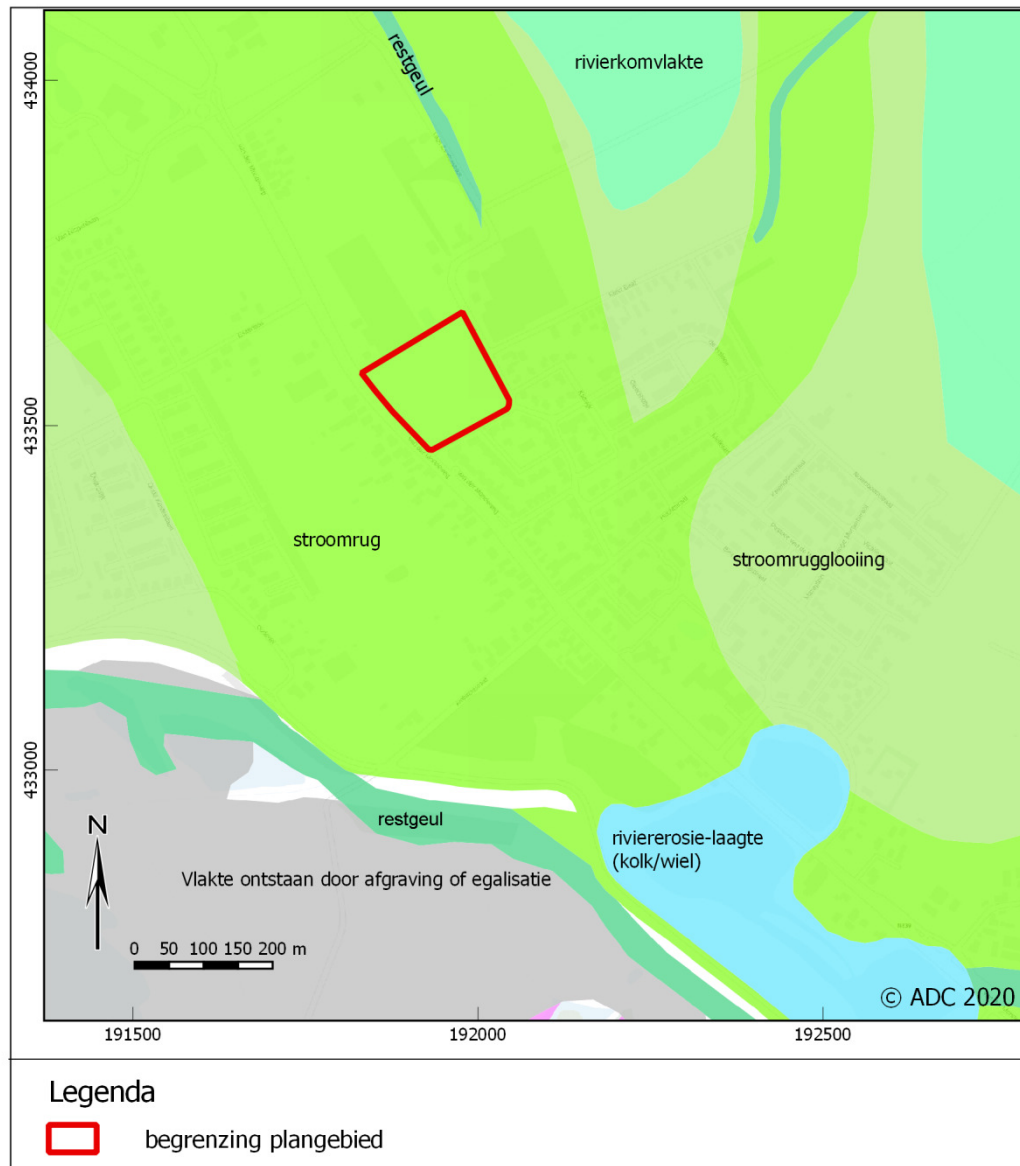 434000
433500
433000
restgeul
rivierkomvlakte
stroomrug
stroomrugglooiing
restgeul
riviererosie-laagte
(kolk/wiel)
Vlakte ontstaan door afgraving of egalisatie
N
0 50 100 150 200 m
© ADC 2020
191500 192000 192500
Legenda
begrenzing plangebied